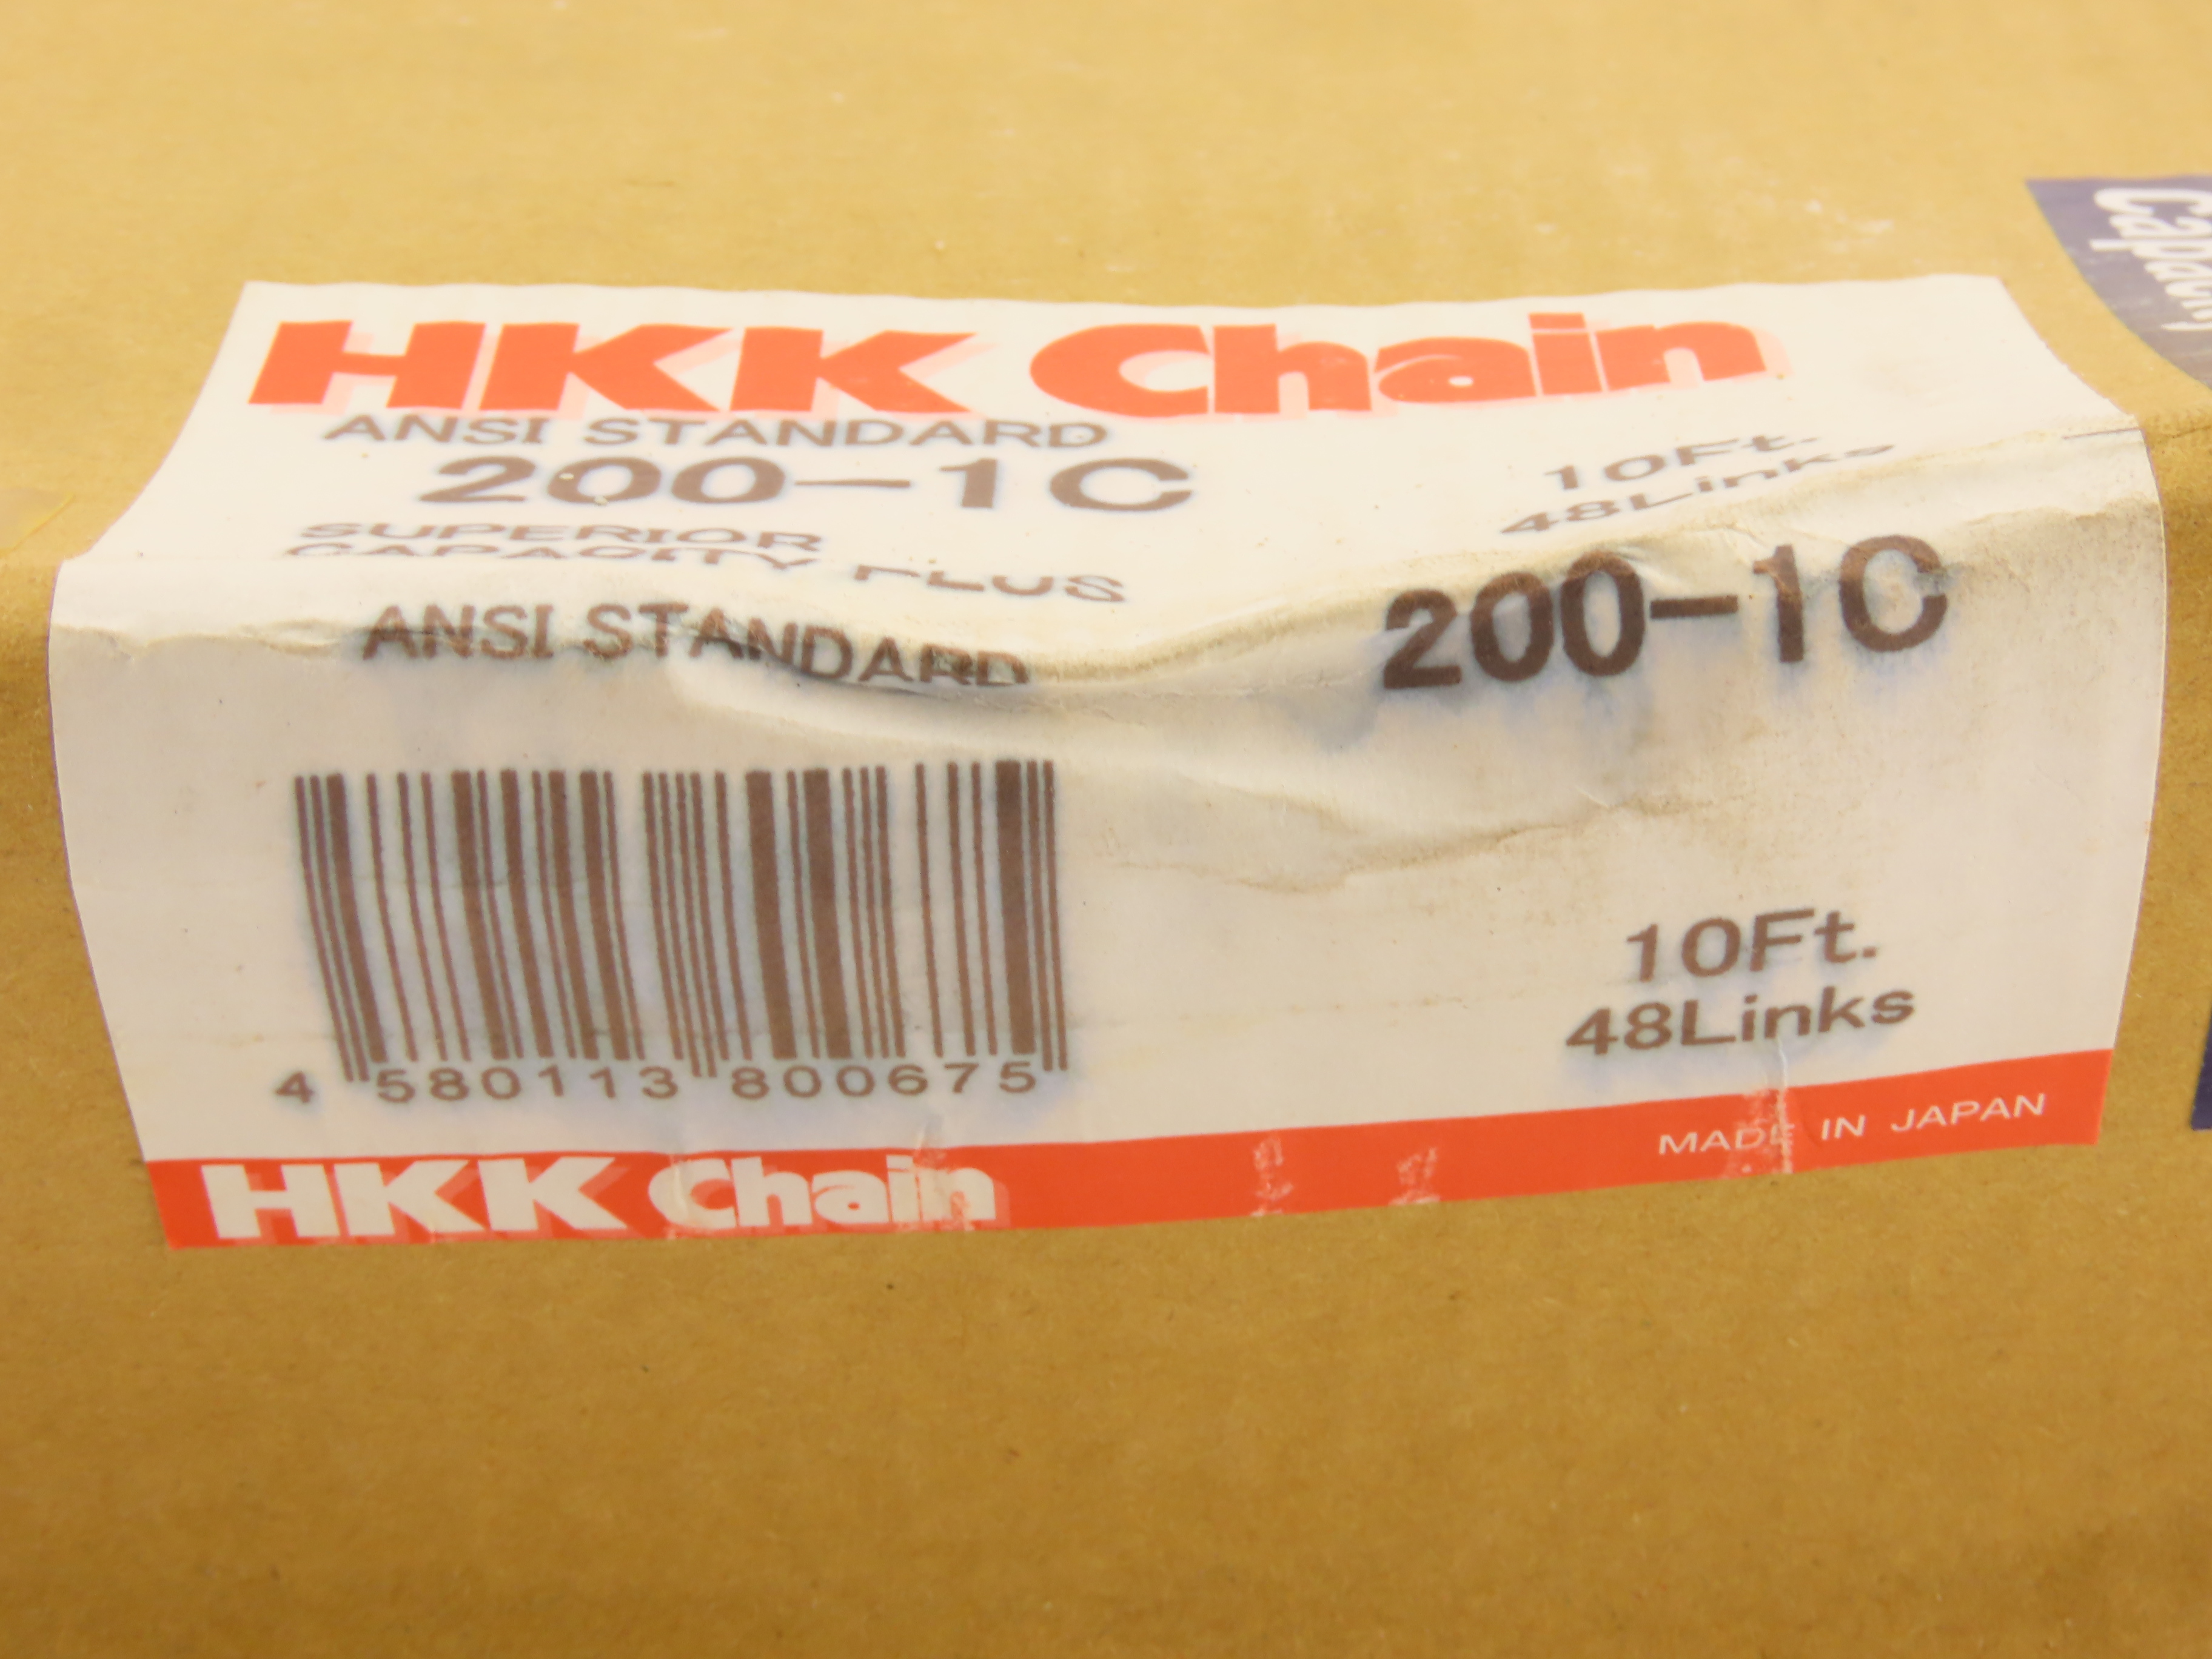 Capacity
HKK Chain
ANSI STANDARD
200-1C
10Ft.
48Links
SUPERIOR
CAPACITY PLUS
ANSI STANDARD
200-1C
4 580113 800675
10Ft.
48Links
HKK Chain
MADE IN JAPAN